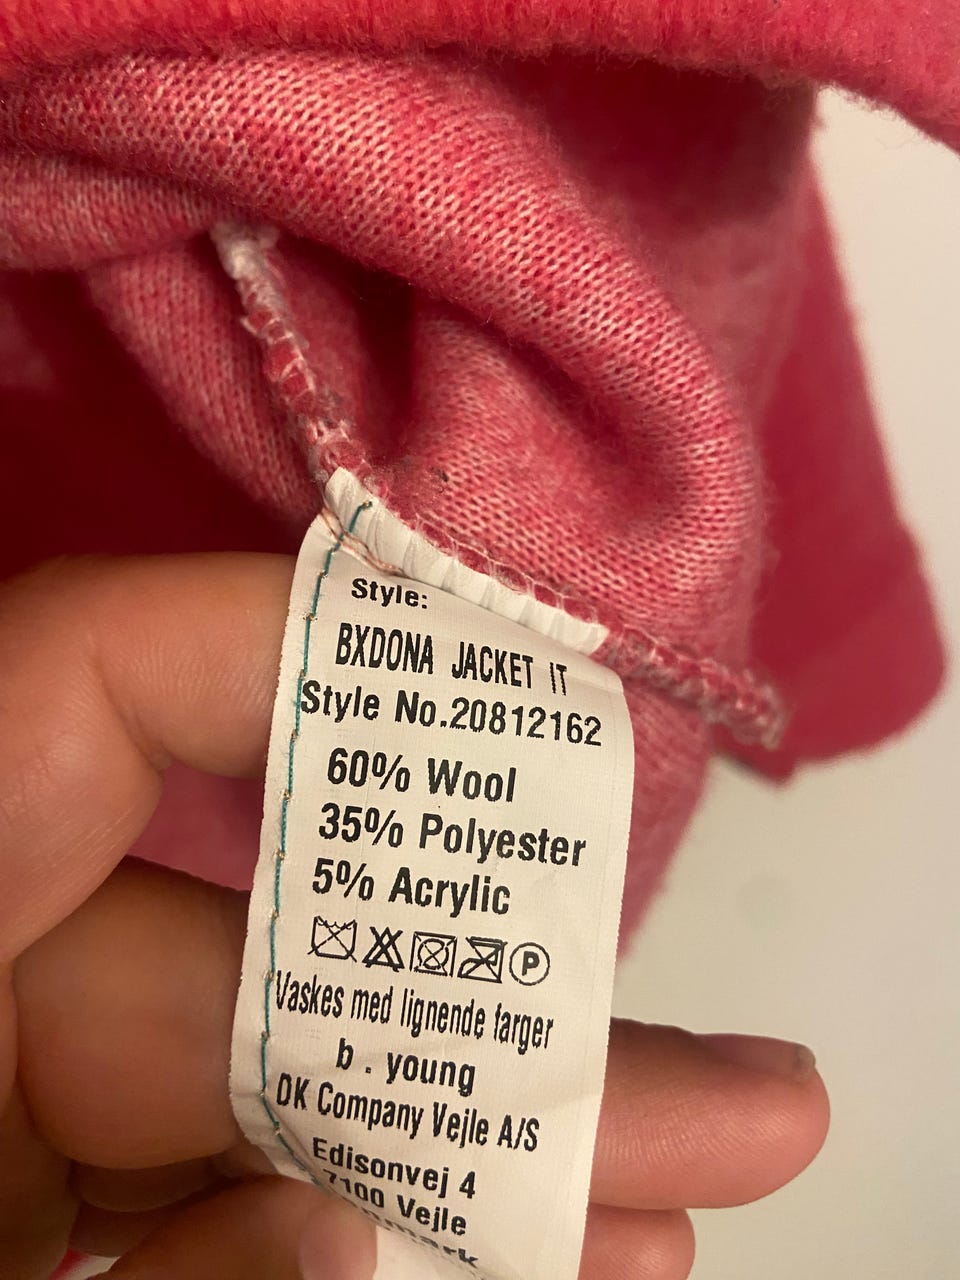 Style:
BXDONA JACKET IT
Style No.20812162
60% Wool
35% Polyester
5% Acrylic
P
Vaskes med lignende farger
b . young
DK Company Vejle A/S
Edisonvej 4
7100 Vejle